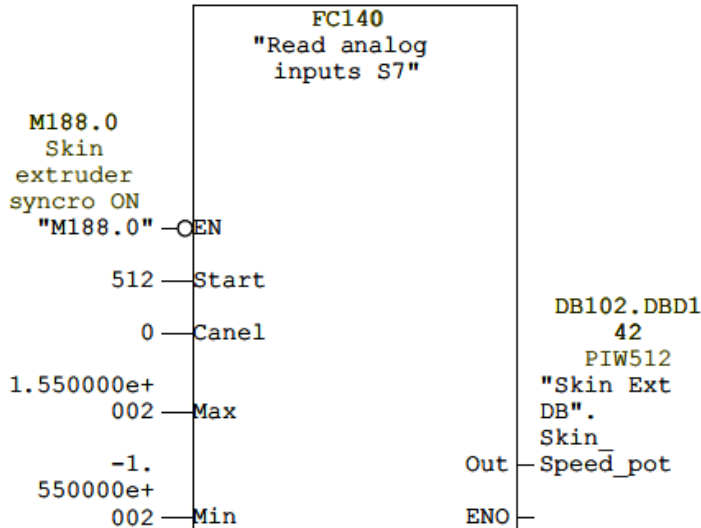 FC140
"Read analog
inputs S7"
M188.0
Skin
extruder
syncro ON
"M188.0"
EN
512
Start
0
Canel
1.550000e+
002
Max
-1.
550000e+
002
Min
DB102.DBD1
42
PIW512
"Skin Ext
DB".
Skin_
Out
Speed_pot
ENO